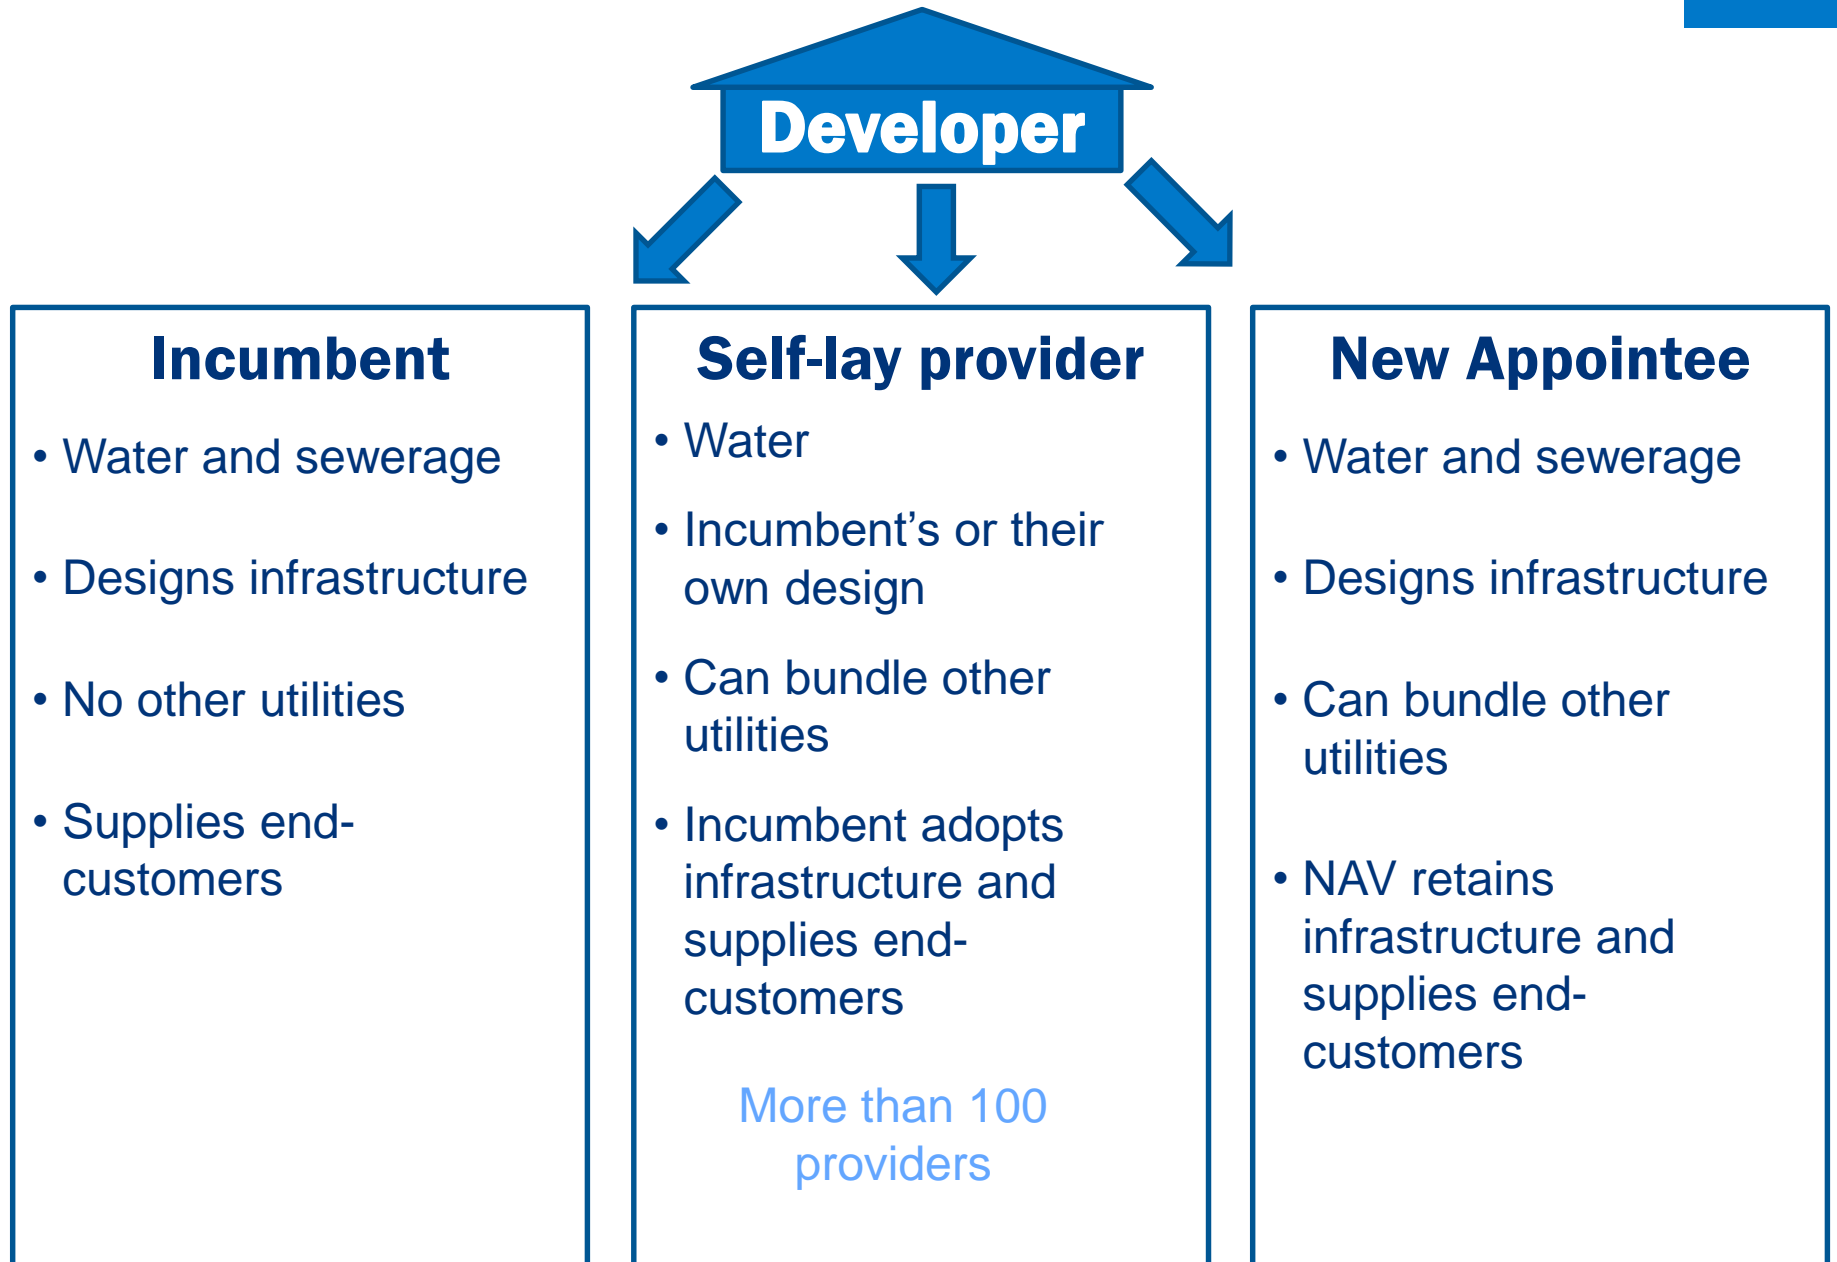 Developer
Incumbent
• Water and sewerage
• Designs infrastructure
• No other utilities
• Supplies end-
customers
Self-lay provider
• Water
• Incumbent’s or their
own design
• Can bundle other
utilities
• Incumbent adopts
infrastructure and
supplies end-
customers
More than 100
providers
New Appointee
• Water and sewerage
• Designs infrastructure
• Can bundle other
utilities
• NAV retains
infrastructure and
supplies end-
customers